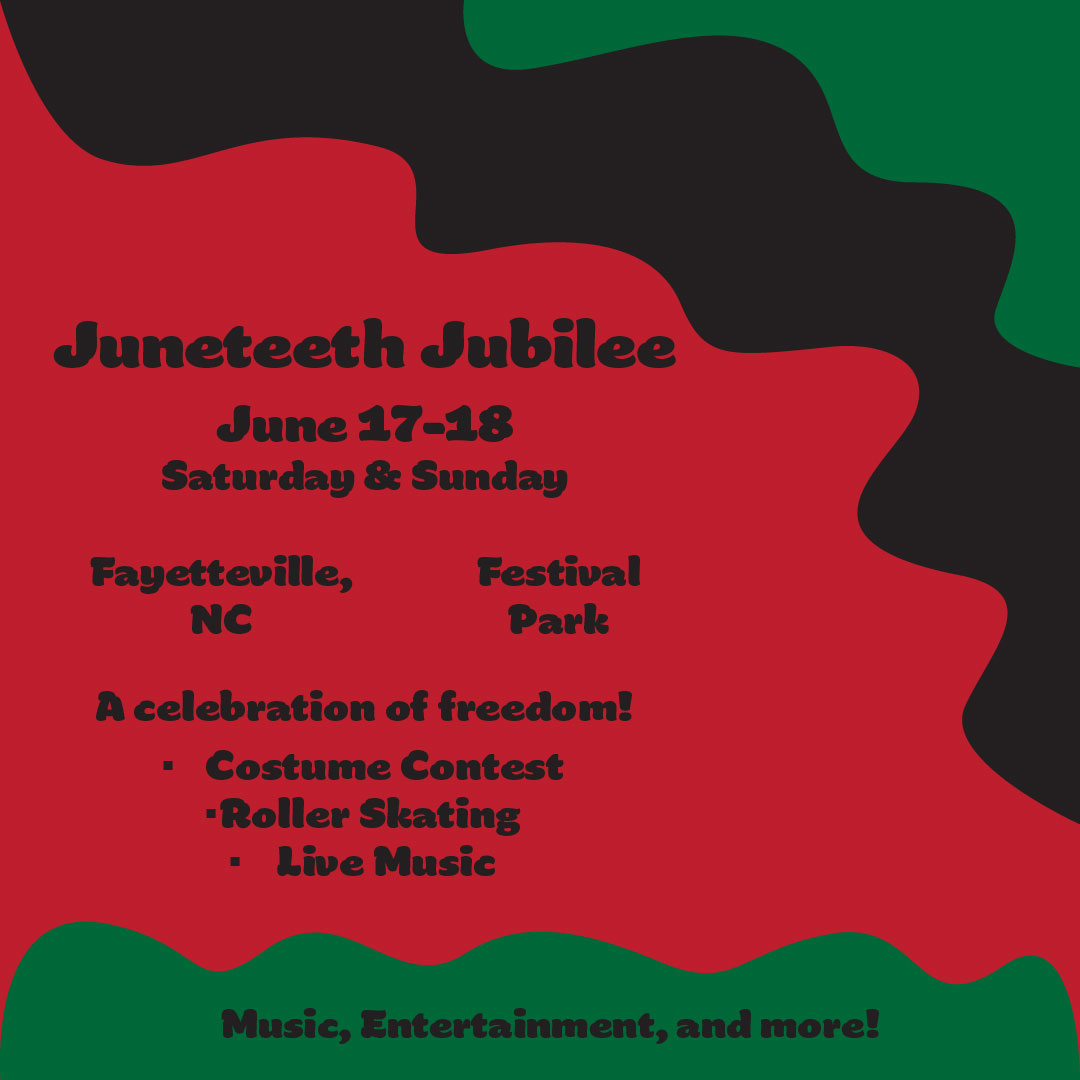 Juneteeth Jubilee
June 17-18
Saturday & Sunday
Fayetteville,
NC
Festival
Park
A celebration of freedom!
▪ Costume Contest
▪Roller Skating
▪ Live Music
Music, Entertainment, and more!